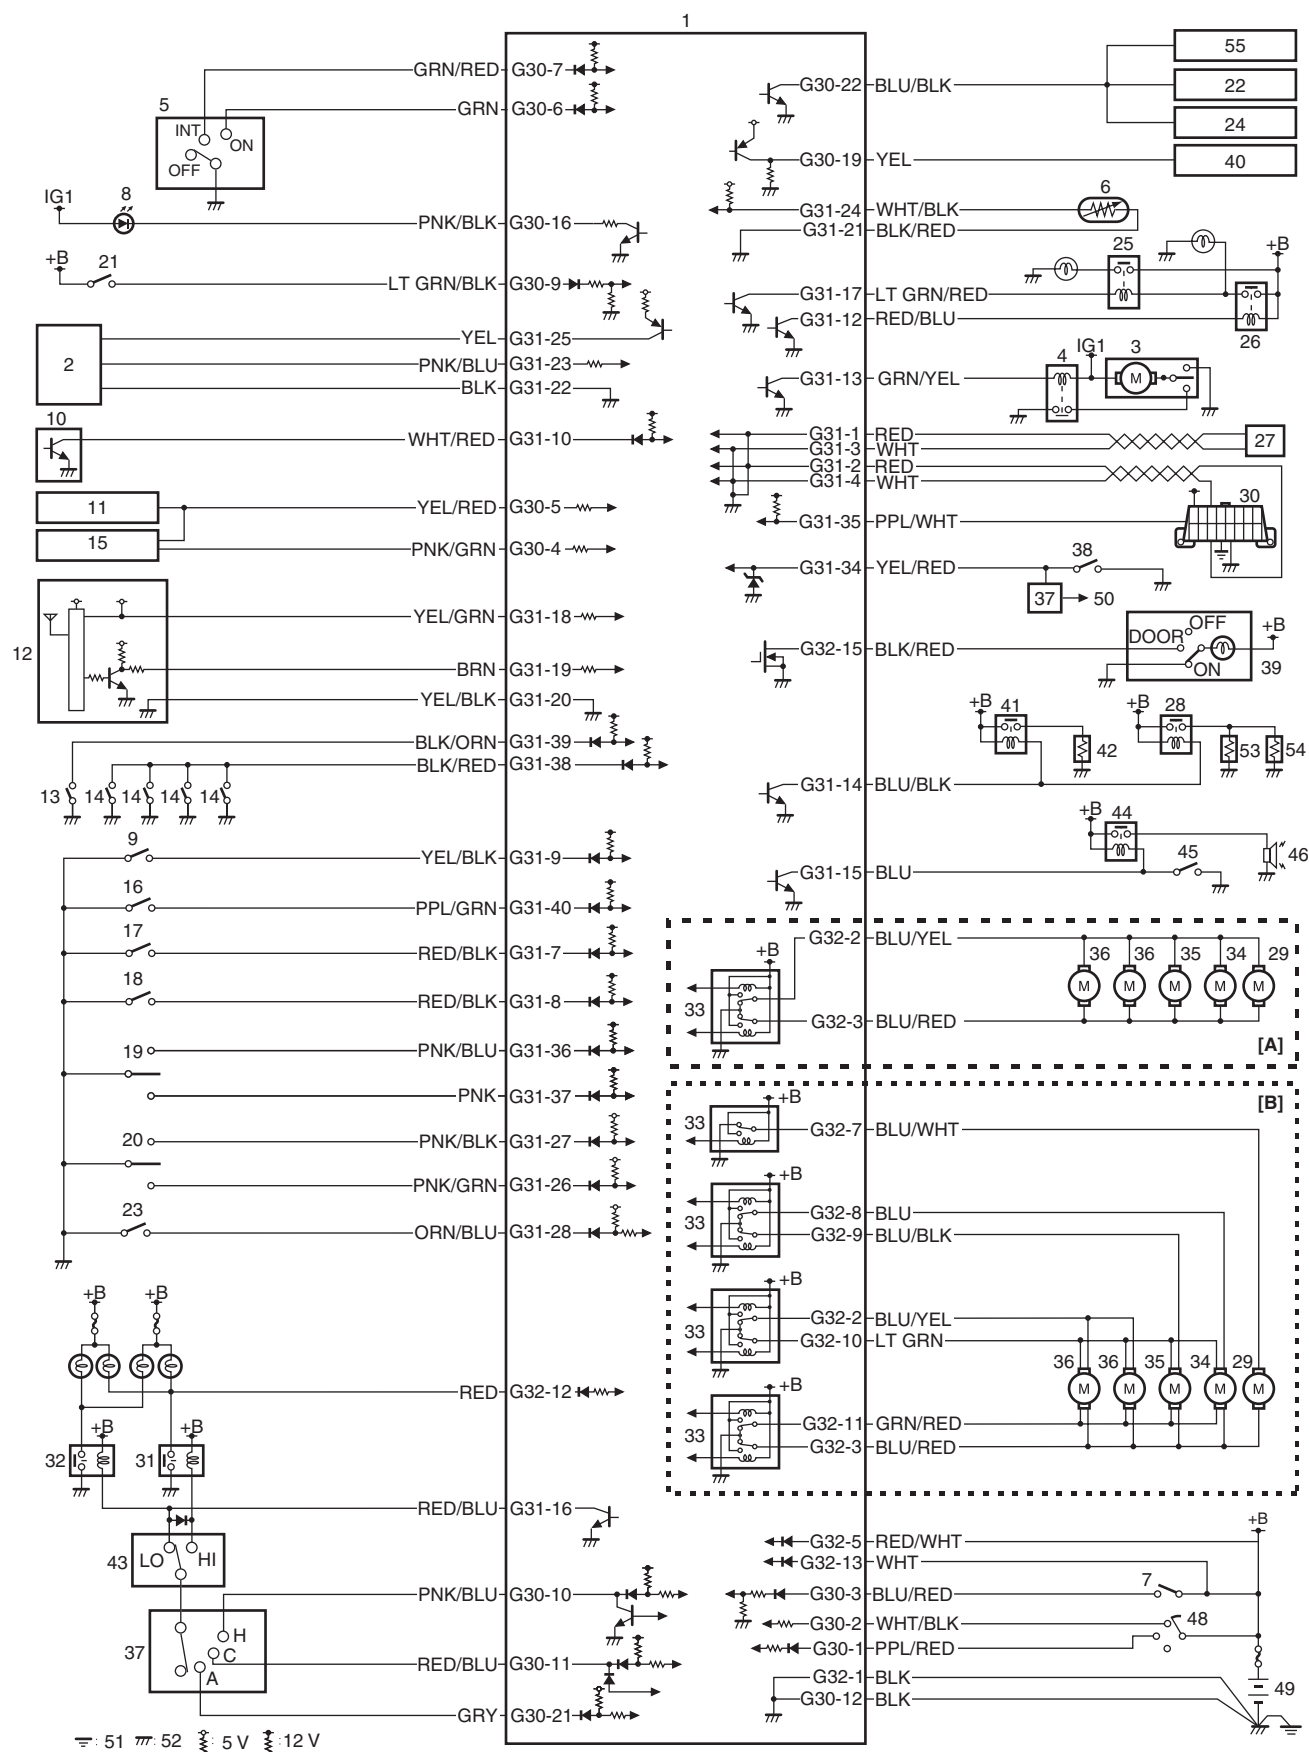 1
GRN/RED G30-7
GRN G30-6
5
INT
ON
OFF
IG1
8
PNK/BLK G30-16
+B
21
LT GRN/BLK G30-9
2
YEL G31-25
PNK/BLU G31-23
BLK G31-22
10
WHT/RED G31-10
11
YEL/RED G30-5
15
PNK/GRN G30-4
12
YEL/GRN G31-18
BRN G31-19
YEL/BLK G31-20
BLK/ORN G31-39
BLK/RED G31-38
13 14 14 14 14
9
YEL/BLK G31-9
16
PPL/GRN G31-40
17
RED/BLK G31-7
18
RED/BLK G31-8
19
PNK/BLU G31-36
PNK G31-37
20
PNK/BLK G31-27
PNK/GRN G31-26
23
ORN/BLU G31-28
+B +B
RED G32-12
+B +B
32 31
RED/BLU G31-16
43 LO HI
PNK/BLU G30-10
37 H
C
A
RED/BLU G30-11
GRY G30-21
: 51 : 52 : 5 V : 12 V
G30-22 BLU/BLK
55
22
24
G30-19 YEL
40
6
G31-24 WHT/BLK
G31-21 BLK/RED
25
+B
G31-17 LT GRN/RED
G31-12 RED/BLU
26
4 IG1 3
G31-13 GRN/YEL
M
G31-1 RED
G31-3 WHT
27
G31-2 RED
G31-4 WHT
30
G31-35 PPL/WHT
G31-34 YEL/RED
38
37 50
G32-15 BLK/RED
DOOR OFF
ON
+B
39
+B 41 +B 28
42 53 54
G31-14 BLU/BLK
+B 44
45 46
G31-15 BLU
G32-2 BLU/YEL
+B
33
36 36 35 34 29
M M M M M
G32-3 BLU/RED
[A]
[B]
+B
33
G32-7 BLU/WHT
+B
33
G32-8 BLU
G32-9 BLU/BLK
+B
33
G32-2 BLU/YEL
G32-10 LT GRN
36 36 35 34 29
M M M M M
+B
33
G32-11 GRN/RED
G32-3 BLU/RED
+B
G32-5 RED/WHT
G32-13 WHT
G30-3 BLU/RED
7
G30-2 WHT/BLK
48
G30-1 PPL/RED
G32-1 BLK
49
G30-12 BLK